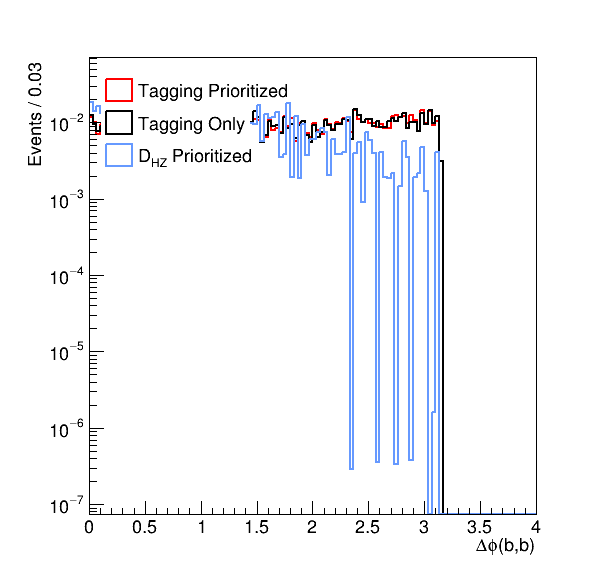 Events / 0.03
Tagging Prioritized
Tagging Only
D_HZ Prioritized
10⁻²
10⁻³
10⁻⁴
10⁻⁵
10⁻⁶
10⁻⁷
0 0.5 1 1.5 2 2.5 3 3.5 4
Δϕ(b,b)